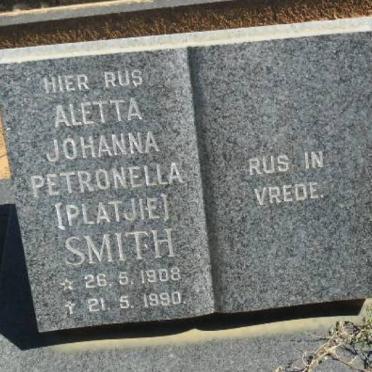 HIER RUS
ALETTA
JOHANNA
PETRONELLA
[PLATJIE]
SMITH
☆ 26.5.1908
† 21.5.1990.
RUS IN
VREDE.